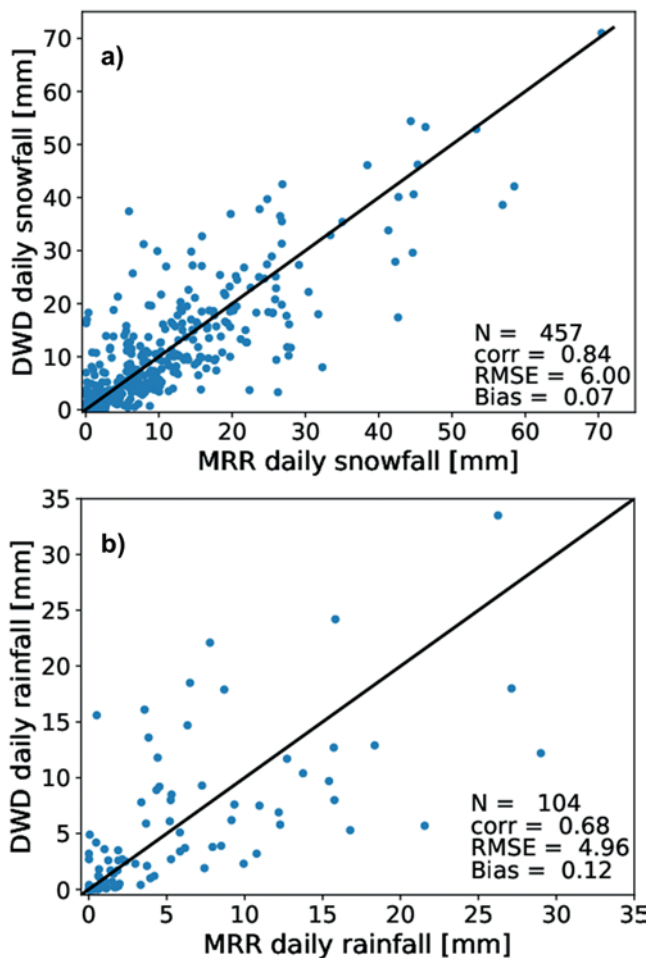 a)
DWD daily snowfall [mm]
70
60
50
40
30
20
10
0
N = 457
corr = 0.84
RMSE = 6.00
Bias = 0.07
0 10 20 30 40 50 60 70
MRR daily snowfall [mm]
b)
DWD daily rainfall [mm]
35
30
25
20
15
10
5
0
N = 104
corr = 0.68
RMSE = 4.96
Bias = 0.12
0 5 10 15 20 25 30 35
MRR daily rainfall [mm]